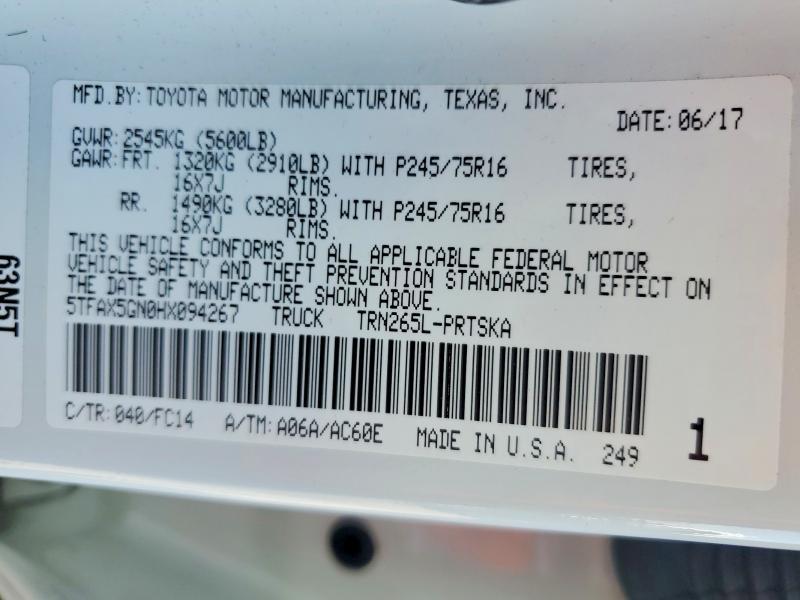 MFD.BY: TOYOTA MOTOR MANUFACTURING, TEXAS, INC.
DATE: 06/17
GVWR: 2545KG (5600LB)
GAWR: FRT. 1320KG (2910LB) WITH P245/75R16 TIRES,
16X7J RIMS.
RR. 1490KG (3280LB) WITH P245/75R16 TIRES,
16X7J RIMS.
THIS VEHICLE CONFORMS TO ALL APPLICABLE FEDERAL MOTOR
VEHICLE SAFETY AND THEFT PREVENTION STANDARDS IN EFFECT ON
THE DATE OF MANUFACTURE SHOWN ABOVE.
5TFAX5GN0HX094267 TRUCK TRN265L-PRTSKA
C/TR: 040/FC14 A/TM: A06A/AC60E MADE IN U.S.A. 249 1
63N5T